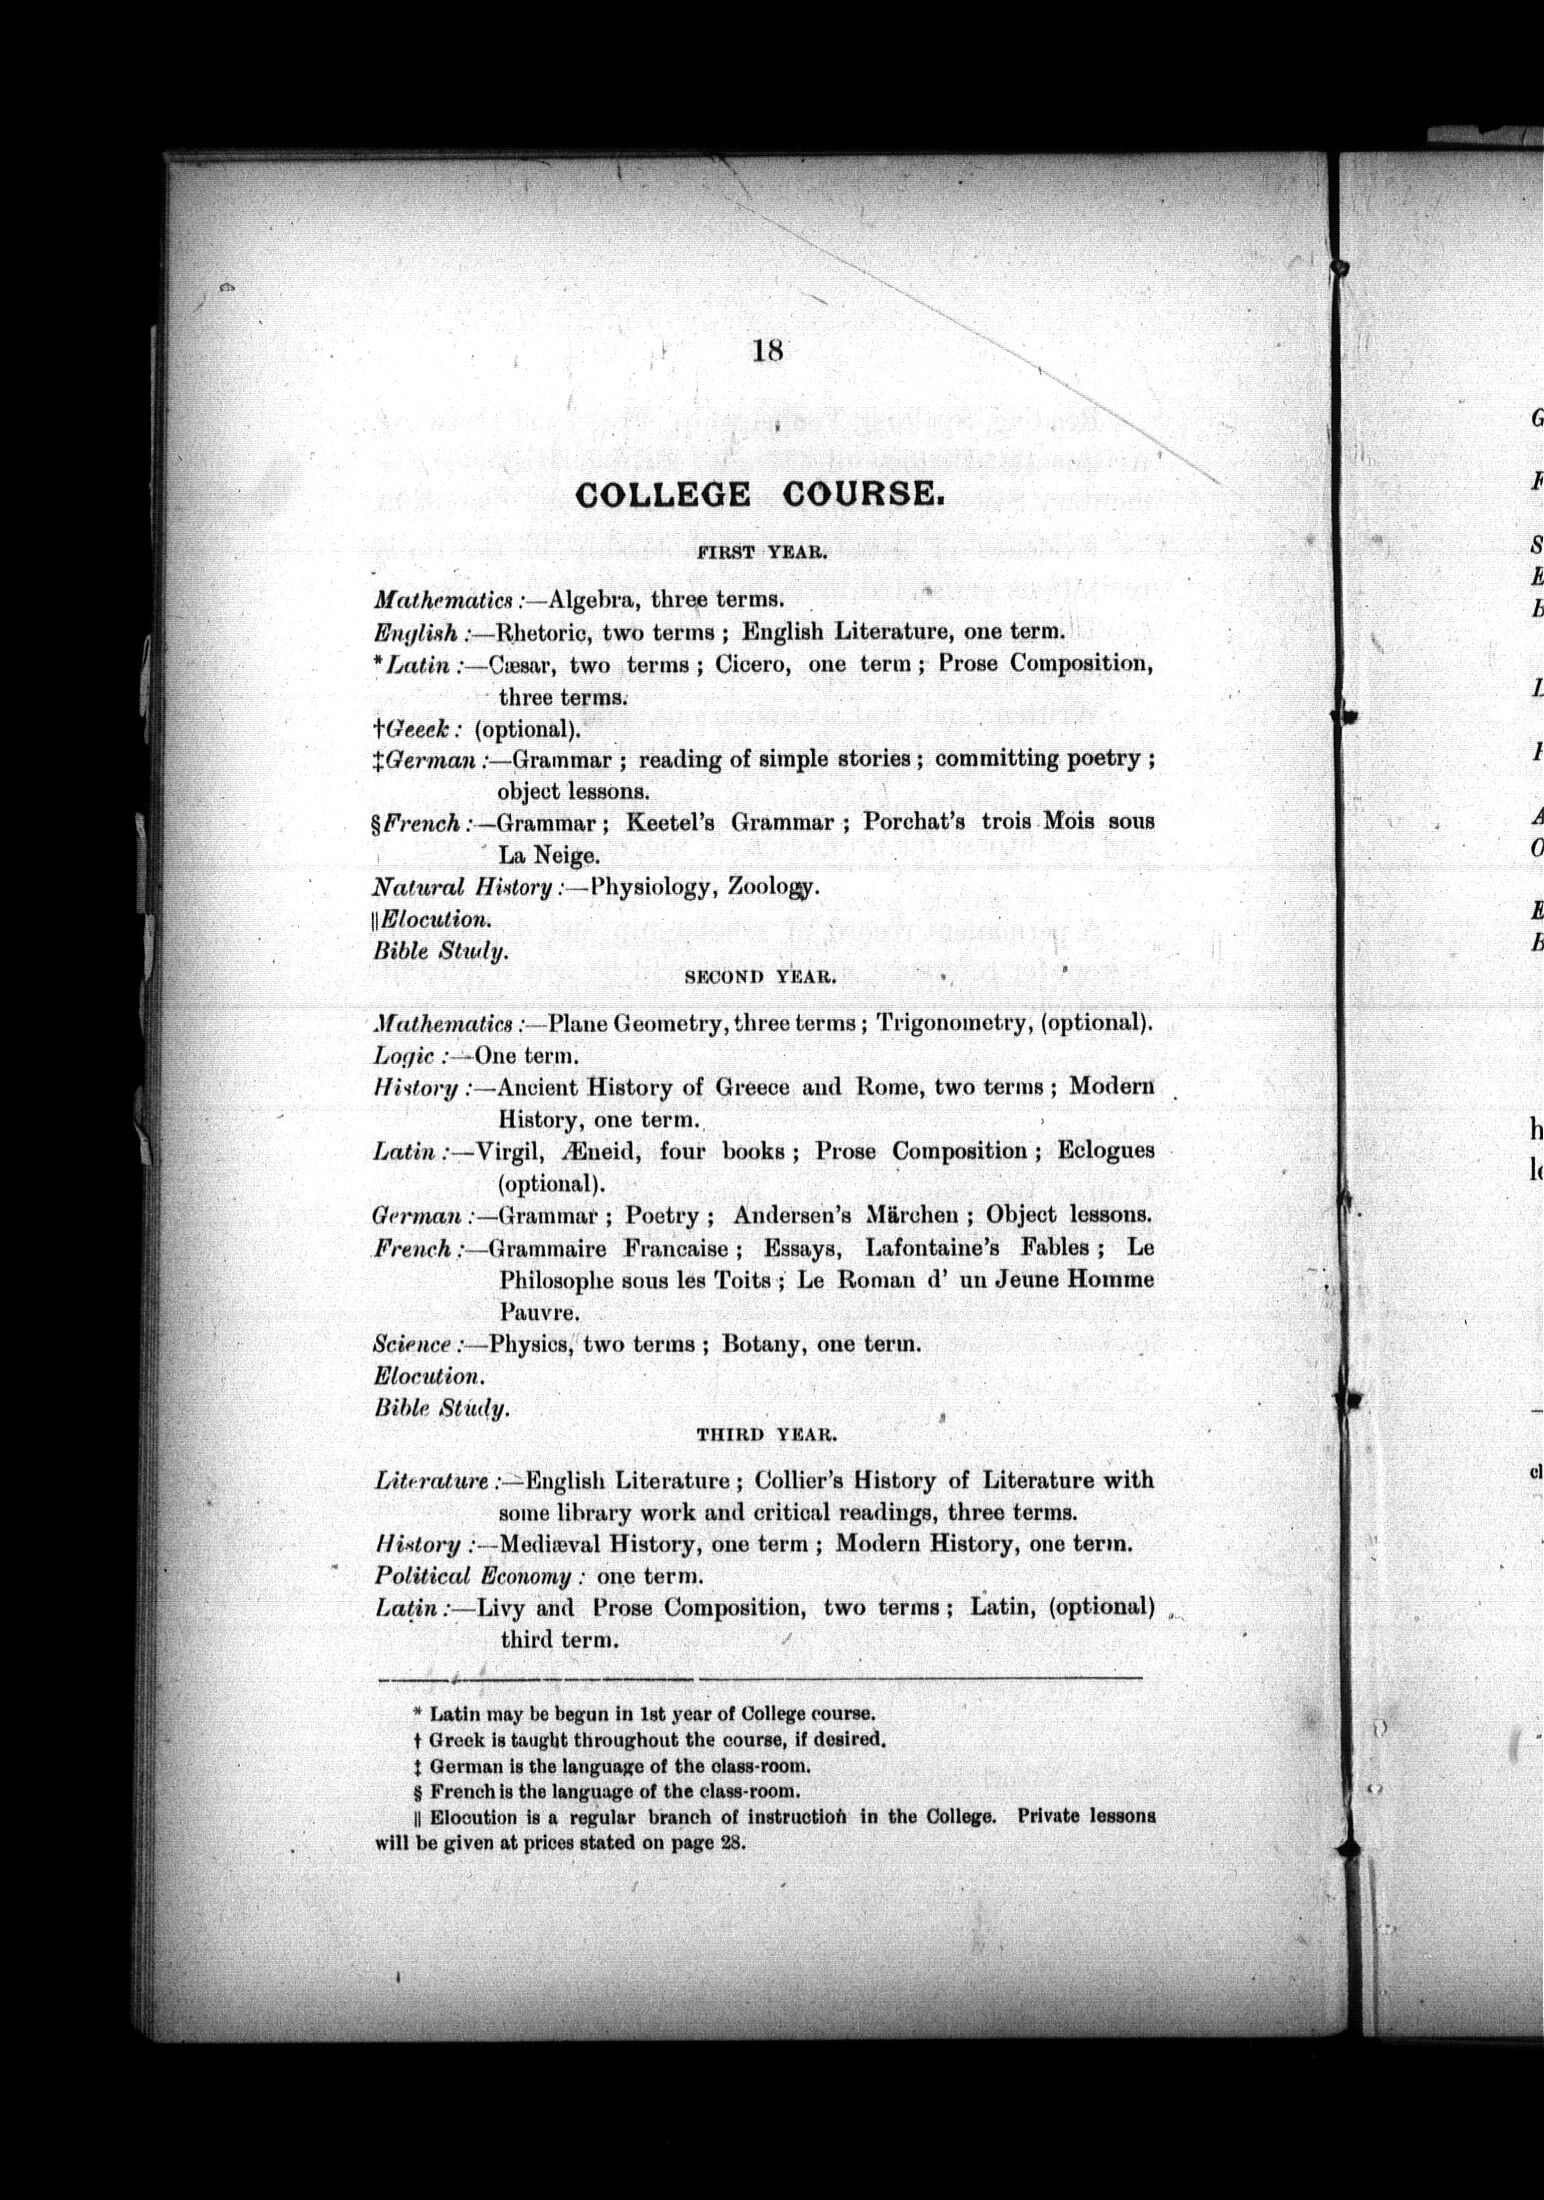 18
COLLEGE COURSE.
FIRST YEAR.
Mathematics :—Algebra, three terms.
English :—Rhetoric, two terms ; English Literature, one term.
*Latin :—Cæsar, two terms ; Cicero, one term ; Prose Composition,
three terms.
†Geeek : (optional).
‡German :—Grammar ; reading of simple stories ; committing poetry ;
object lessons.
§French :—Grammar ; Keetel's Grammar ; Porchat's trois Mois sous
La Neige.
Natural History :—Physiology, Zoology.
||Elocution.
Bible Study.
SECOND YEAR.
Mathematics :—Plane Geometry, three terms ; Trigonometry, (optional).
Logic :—One term.
History :—Ancient History of Greece and Rome, two terms ; Modern
History, one term.
Latin :—Virgil, Æneid, four books ; Prose Composition ; Eclogues
(optional).
German :—Grammar ; Poetry ; Andersen's Märchen ; Object lessons.
French :—Grammaire Francaise ; Essays, Lafontaine's Fables ; Le
Philosophe sous les Toits ; Le Roman d' un Jeune Homme
Pauvre.
Science :—Physics, two terms ; Botany, one term.
Elocution.
Bible Study.
THIRD YEAR.
Literature :—English Literature ; Collier's History of Literature with
some library work and critical readings, three terms.
History :—Mediæval History, one term ; Modern History, one term.
Political Economy : one term.
Latin :—Livy and Prose Composition, two terms ; Latin, (optional)
third term.
* Latin may be begun in 1st year of College course.
† Greek is taught throughout the course, if desired.
‡ German is the language of the class-room.
§ French is the language of the class-room.
|| Elocution is a regular branch of instruction in the College. Private lessons
will be given at prices stated on page 28.